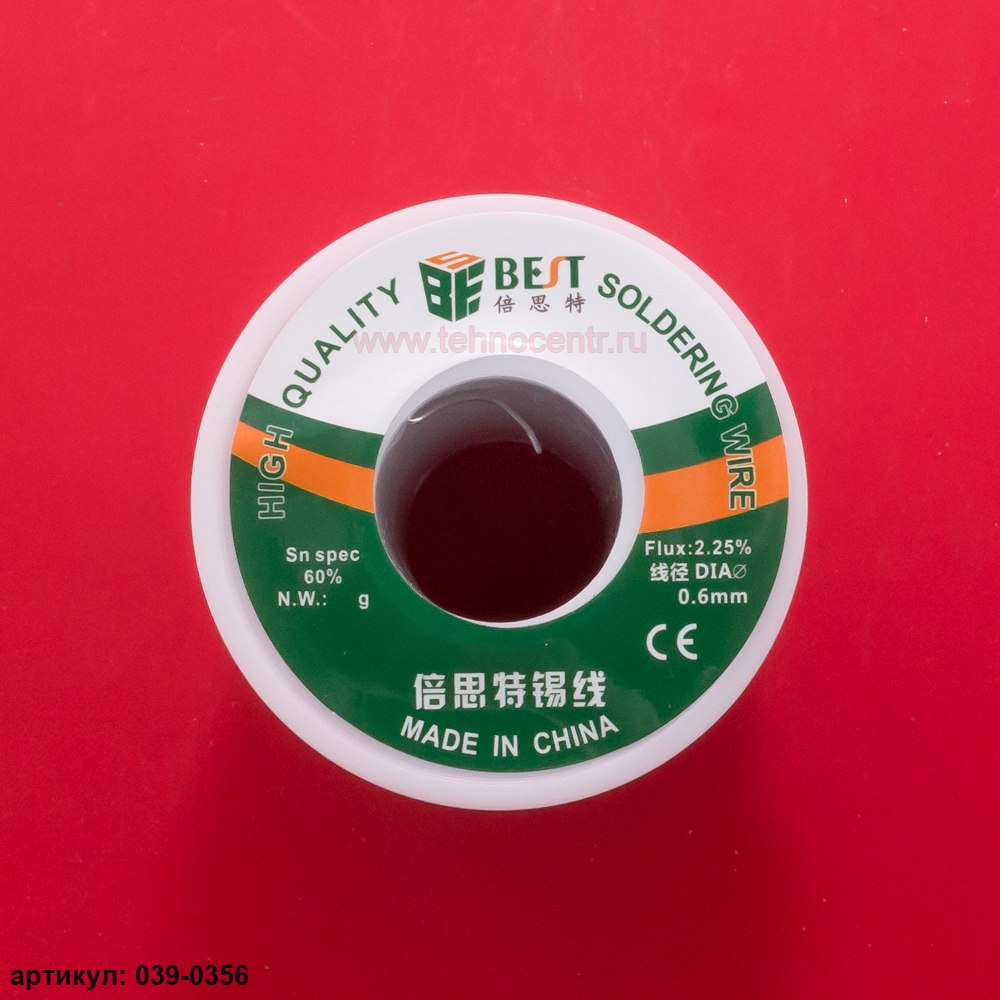 HIGH QUALITY
BEST
倍思特
SOLDERING WIRE
www.tehnocentr.ru
Sn spec
60%
N.W.: g
Flux:2.25%
线径 DIA∅
0.6mm
CE
倍思特锡线
MADE IN CHINA
артикул: 039-0356